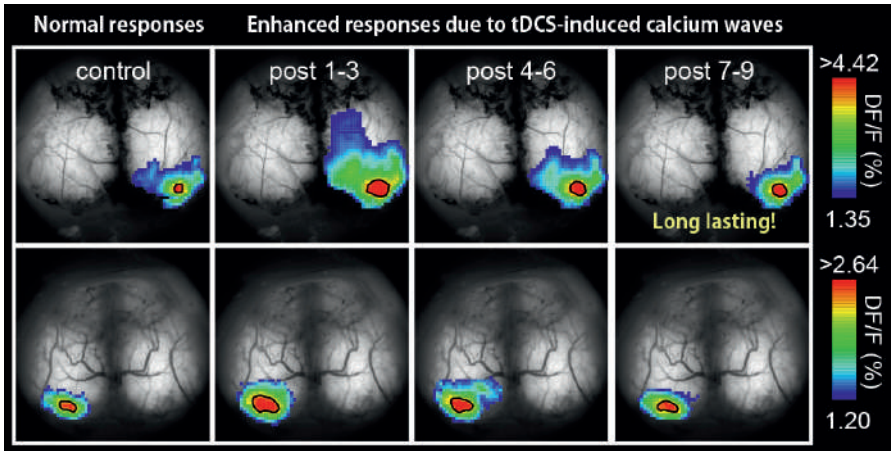 Normal responses
Enhanced responses due to tDCS-induced calcium waves
control
post 1-3
post 4-6
post 7-9
Long lasting!
>4.42
DF/F (%)
1.35
>2.64
DF/F (%)
1.20